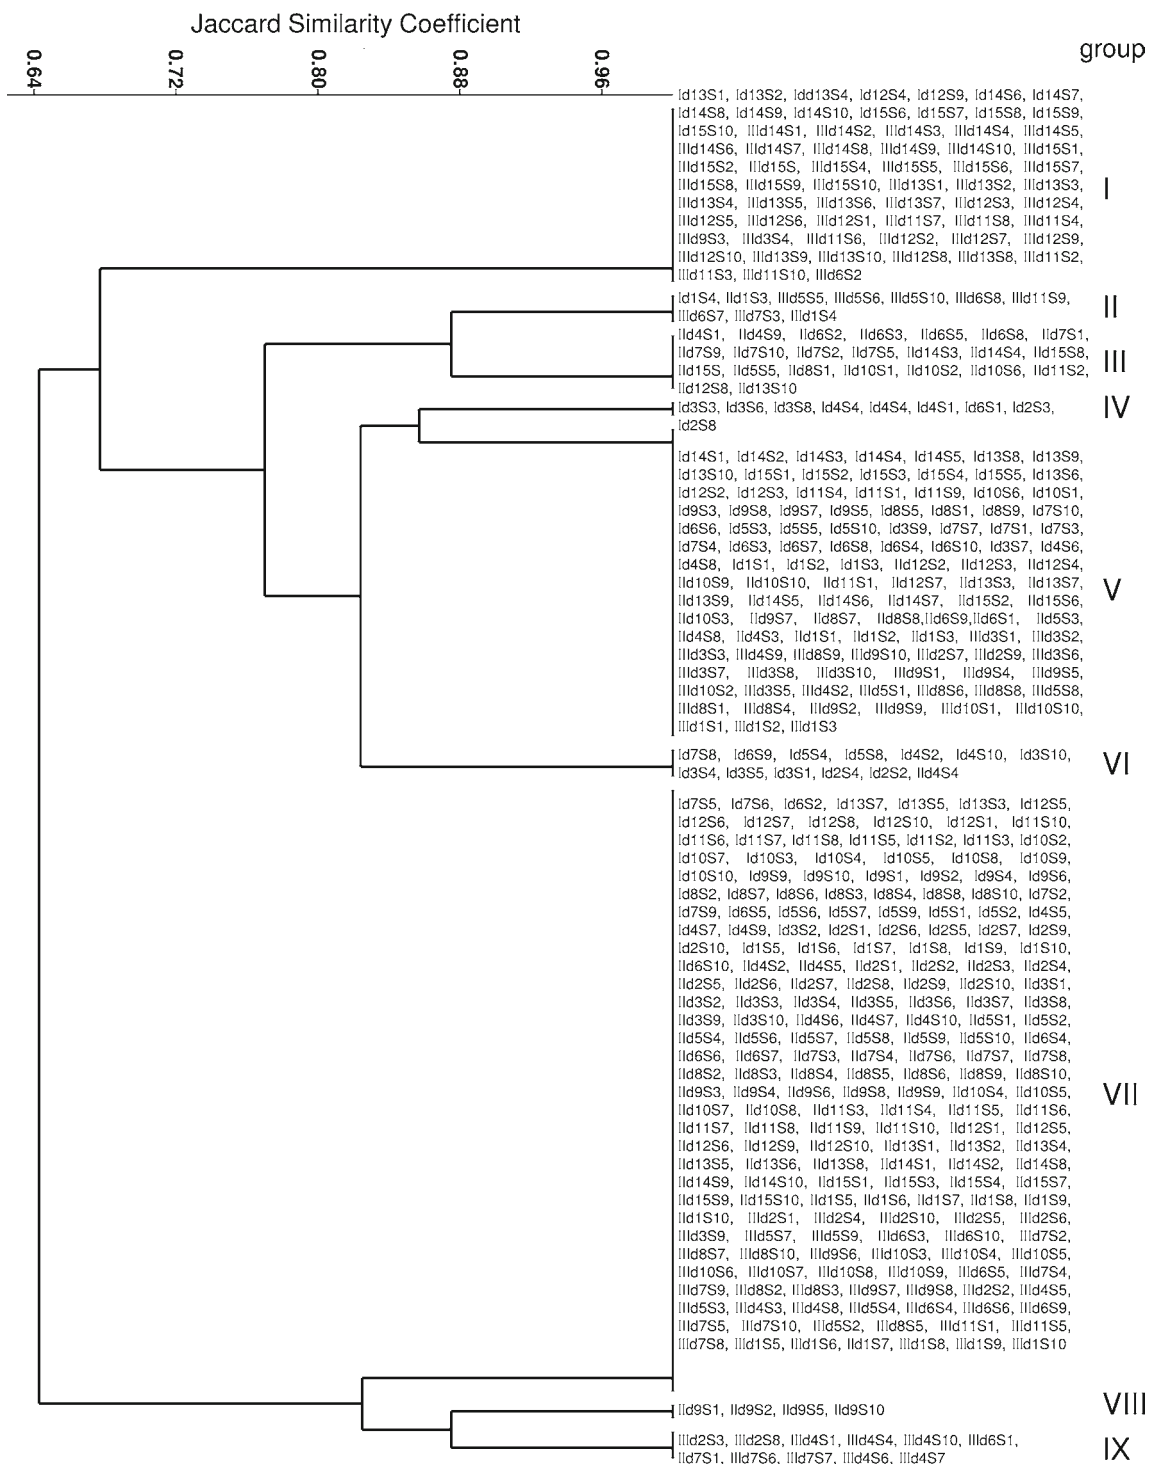 Jaccard Similarity Coefficient
group
0.64 0.72 0.80 0.88 0.96
Id13S1, Id13S2, Idd13S4, Id12S4, Id12S9, Id14S6, Id14S7,
Id14S8, Id14S9, Id14S10, Id15S6, Id15S7, Id15S8, Id15S9,
Id15S10, IIId14S1, IIId14S2, IIId14S3, IIId14S4, IIId14S5,
IIId14S6, IIId14S7, IIId14S8, IIId14S9, IIId14S10, IIId15S1,
IIId15S2, IIId15S, IIId15S4, IIId15S5, IIId15S6, IIId15S7,
IIId15S8, IIId15S9, IIId15S10, IIId13S1, IIId13S2, IIId13S3,
I
IIId13S4, IIId13S5, IIId13S6, IIId13S7, IIId12S3, IIId12S4,
IIId12S5, IIId12S6, IIId12S1, IIId11S7, IIId11S8, IIId11S4,
IIId9S3, IIId3S4, IIId11S6, IIId12S2, IIId12S7, IIId12S9,
IIId12S10, IIId13S9, IIId13S10, IIId12S8, IIId13S8, IIId11S2,
IIId11S3, IIId11S10, IIId6S2
Id1S4, IId1S3, IIId5S5, IIId5S6, IIId5S10, IIId6S8, IIId11S9,
II
IIId6S7, IIId7S3, IIId1S4
IId4S1, IId4S9, IId6S2, IId6S3, IId6S5, IId6S8, IId7S1,
IId7S9, IId7S10, IId7S2, IId7S5, IId14S3, IId14S4, IId15S8,
III
IId15S, IId5S5, IId8S1, IId10S1, IId10S2, IId10S6, IId11S2,
IId12S8, IId13S10
Id3S3, Id3S6, Id3S8, Id4S4, Id4S4, Id4S1, Id6S1, Id2S3,
IV
Id2S8
Id14S1, Id14S2, Id14S3, Id14S4, Id14S5, Id13S8, Id13S9,
Id13S10, Id15S1, Id15S2, Id15S3, Id15S4, Id15S5, Id13S6,
Id12S2, Id12S3, Id11S4, Id11S1, Id11S9, Id10S6, Id10S1,
Id9S3, Id9S8, Id9S7, Id9S5, Id8S5, Id8S1, Id8S9, Id7S10,
Id6S6, Id5S3, Id5S5, Id5S10, Id3S9, Id7S7, Id7S1, Id7S3,
Id7S4, Id6S3, Id6S7, Id6S8, Id6S4, Id6S10, Id3S7, Id4S6,
Id4S8, Id1S1, Id1S2, Id1S3, IId12S2, IId12S3, IId12S4,
IId10S9, IId10S10, IId11S1, IId12S7, IId13S3, IId13S7,
V
IId13S9, IId14S5, IId14S6, IId14S7, IId15S2, IId15S6,
IId10S3, IId9S7, IId8S7, IId8S8,IId6S9,IId6S1, IId5S3,
IId4S8, IId4S3, IId1S1, IId1S2, IId1S3, IIId3S1, IIId3S2,
IIId3S3, IIId4S9, IIId8S9, IIId9S10, IIId2S7, IIId2S9, IIId3S6,
IIId3S7, IIId3S8, IIId3S10, IIId9S1, IIId9S4, IIId9S5,
IIId10S2, IIId3S5, IIId4S2, IIId5S1, IIId8S6, IIId8S8, IIId5S8,
IIId8S1, IIId8S4, IIId9S2, IIId9S9, IIId10S1, IIId10S10,
IIId1S1, IIId1S2, IIId1S3
Id7S8, Id6S9, Id5S4, Id5S8, Id4S2, Id4S10, Id3S10,
VI
Id3S4, Id3S5, Id3S1, Id2S4, Id2S2, IId4S4
Id7S5, Id7S6, Id6S2, Id13S7, Id13S5, Id13S3, Id12S5,
Id12S6, Id12S7, Id12S8, Id12S10, Id12S1, Id11S10,
Id11S6, Id11S7, Id11S8, Id11S5, Id11S2, Id11S3, Id10S2,
Id10S7, Id10S3, Id10S4, Id10S5, Id10S8, Id10S9,
Id10S10, Id9S9, Id9S10, Id9S1, Id9S2, Id9S4, Id9S6,
Id8S2, Id8S7, Id8S6, Id8S3, Id8S4, Id8S8, Id8S10, Id7S2,
Id7S9, Id6S5, Id5S6, Id5S7, Id5S9, Id5S1, Id5S2, Id4S5,
Id4S7, Id4S9, Id3S2, Id2S1, Id2S6, Id2S5, Id2S7, Id2S9,
Id2S10, Id1S5, Id1S6, Id1S7, Id1S8, Id1S9, Id1S10,
IId6S10, IId4S2, IId4S5, IId2S1, IId2S2, IId2S3, IId2S4,
IId2S5, IId2S6, IId2S7, IId2S8, IId2S9, IId2S10, IId3S1,
IId3S2, IId3S3, IId3S4, IId3S5, IId3S6, IId3S7, IId3S8,
IId3S9, IId3S10, IId4S6, IId4S7, IId4S10, IId5S1, IId5S2,
IId5S4, IId5S6, IId5S7, IId5S8, IId5S9, IId5S10, IId6S4,
IId6S6, IId6S7, IId7S3, IId7S4, IId7S6, IId7S7, IId7S8,
IId8S2, IId8S3, IId8S4, IId8S5, IId8S6, IId8S9, IId8S10,
IId9S3, IId9S4, IId9S6, IId9S8, IId9S9, IId10S4, IId10S5,
VII
IId10S7, IId10S8, IId11S3, IId11S4, IId11S5, IId11S6,
IId11S7, IId11S8, IId11S9, IId11S10, IId12S1, IId12S5,
IId12S6, IId12S9, IId12S10, IId13S1, IId13S2, IId13S4,
IId13S5, IId13S6, IId13S8, IId14S1, IId14S2, IId14S8,
IId14S9, IId14S10, IId15S1, IId15S3, IId15S4, IId15S7,
IId15S9, IId15S10, IId1S5, IId1S6, IId1S7, IId1S8, IId1S9,
IId1S10, IIId2S1, IIId2S4, IIId2S10, IIId2S5, IIId2S6,
IIId3S9, IIId5S7, IIId5S9, IIId6S3, IIId6S10, IIId7S2,
IIId8S7, IIId8S10, IIId9S6, IIId10S3, IIId10S4, IIId10S5,
IIId10S6, IIId10S7, IIId10S8, IIId10S9, IIId6S5, IIId7S4,
IIId7S9, IIId8S2, IIId8S3, IIId9S7, IIId9S8, IIId2S2, IIId4S5,
IIId5S3, IIId4S3, IIId4S8, IIId5S4, IIId6S4, IIId6S6, IIId6S9,
IIId7S5, IIId7S10, IIId5S2, IIId8S5, IIId11S1, IIId11S5,
IIId7S8, IIId1S5, IIId1S6, IId1S7, IIId1S8, IIId1S9, IIId1S10
VIII
IId9S1, IId9S2, IId9S5, IId9S10
IIId2S3, IIId2S8, IIId4S1, IIId4S4, IIId4S10, IIId6S1,
IX
IId7S1, IIId7S6, IIId7S7, IIId4S6, IIId4S7